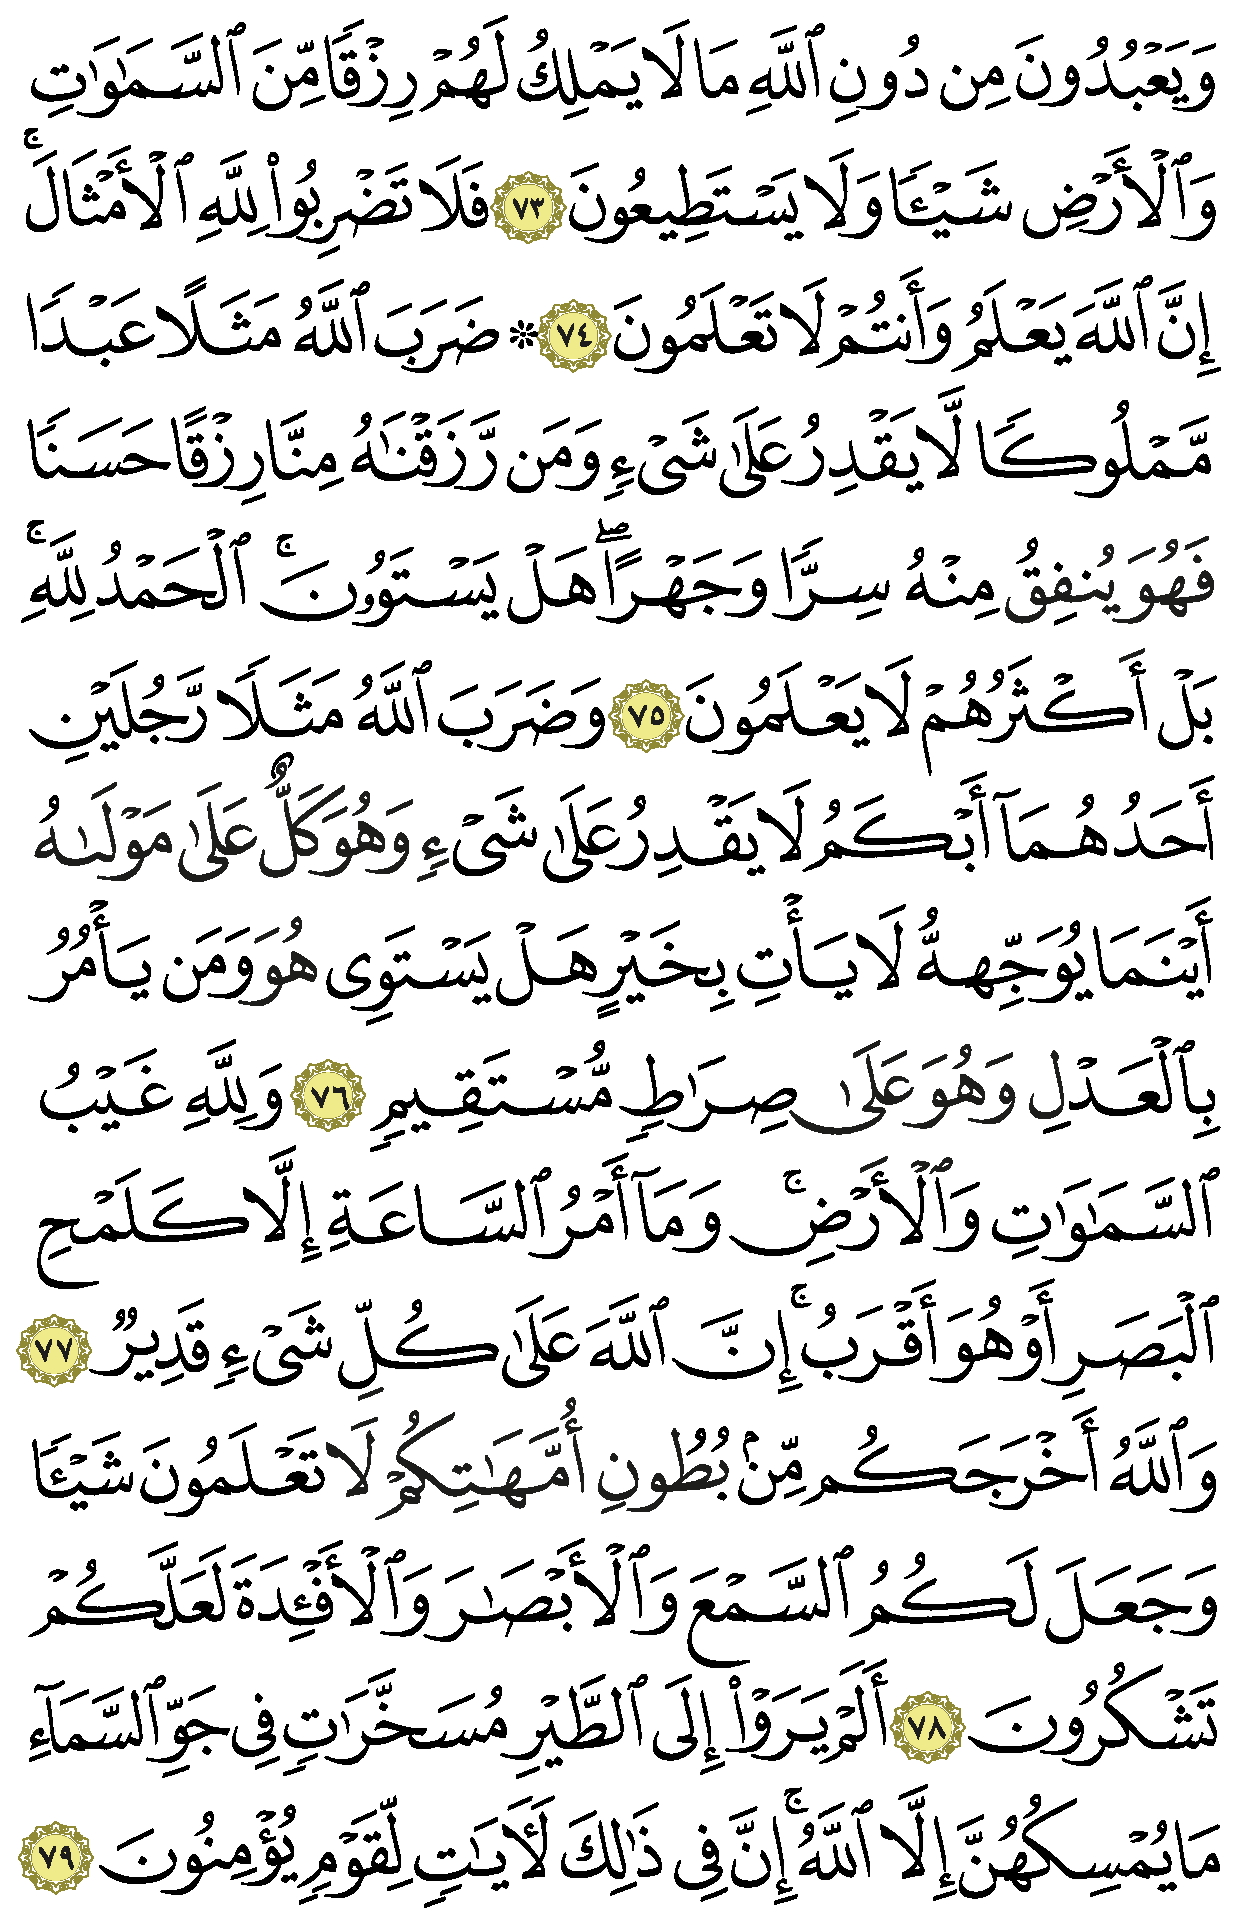 وَيَعْبُدُونَ مِن دُونِ ٱللَّهِ مَا لَا يَمْلِكُ لَهُمْ رِزْقًا مِّنَ ٱلسَّمَٰوَٰتِ
وَٱلْأَرْضِ شَيْـًٔا وَلَا يَسْتَطِيعُونَ ٧٣ فَلَا تَضْرِبُوا۟ لِلَّهِ ٱلْأَمْثَالَ ۚ
إِنَّ ٱللَّهَ يَعْلَمُ وَأَنتُمْ لَا تَعْلَمُونَ ٧٤ ۞ ضَرَبَ ٱللَّهُ مَثَلًا عَبْدًا
مَّمْلُوكًا لَّا يَقْدِرُ عَلَىٰ شَىْءٍ وَمَن رَّزَقْنَٰهُ مِنَّا رِزْقًا حَسَنًا
فَهُوَ يُنفِقُ مِنْهُ سِرًّا وَجَهْرًا ۖ هَلْ يَسْتَوُۥنَ ۚ ٱلْحَمْدُ لِلَّهِ ۚ
بَلْ أَكْثَرُهُمْ لَا يَعْلَمُونَ ٧٥ وَضَرَبَ ٱللَّهُ مَثَلًا رَّجُلَيْنِ
أَحَدُهُمَآ أَبْكَمُ لَا يَقْدِرُ عَلَىٰ شَىْءٍ وَهُوَ كَلٌّ عَلَىٰ مَوْلَىٰهُ
أَيْنَمَا يُوَجِّههُّ لَا يَأْتِ بِخَيْرٍ هَلْ يَسْتَوِى هُوَ وَمَن يَأْمُرُ
بِٱلْعَدْلِ وَهُوَ عَلَىٰ صِرَٰطٍ مُّسْتَقِيمٍ ٧٦ وَلِلَّهِ غَيْبُ
ٱلسَّمَٰوَٰتِ وَٱلْأَرْضِ ۚ وَمَآ أَمْرُ ٱلسَّاعَةِ إِلَّا كَلَمْحِ
ٱلْبَصَرِ أَوْ هُوَ أَقْرَبُ ۚ إِنَّ ٱللَّهَ عَلَىٰ كُلِّ شَىْءٍ قَدِيرٌ ٧٧
وَٱللَّهُ أَخْرَجَكُم مِّنۢ بُطُونِ أُمَّهَٰتِكُمْ لَا تَعْلَمُونَ شَيْـًٔا
وَجَعَلَ لَكُمُ ٱلسَّمْعَ وَٱلْأَبْصَٰرَ وَٱلْأَفْـِٔدَةَ لَعَلَّكُمْ
تَشْكُرُونَ ٧٨ أَلَمْ يَرَوْا۟ إِلَى ٱلطَّيْرِ مُسَخَّرَٰتٍ فِى جَوِّ ٱلسَّمَآءِ
مَا يُمْسِكُهُنَّ إِلَّا ٱللَّهُ ۚ إِنَّ فِى ذَٰلِكَ لَـَٔايَٰتٍ لِّقَوْمٍ يُؤْمِنُونَ ٧٩